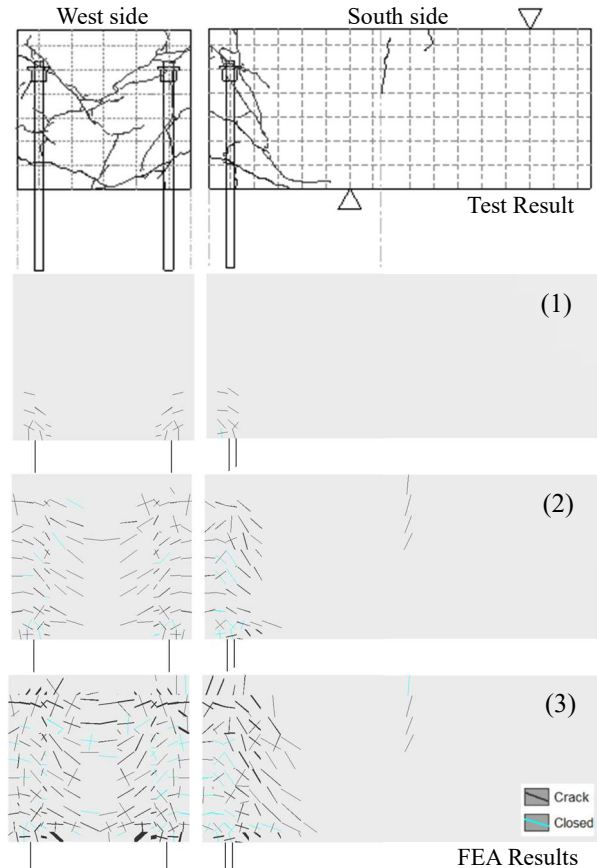 West side
South side
Test Result
(1)
(2)
(3)
Crack
Closed
FEA Results